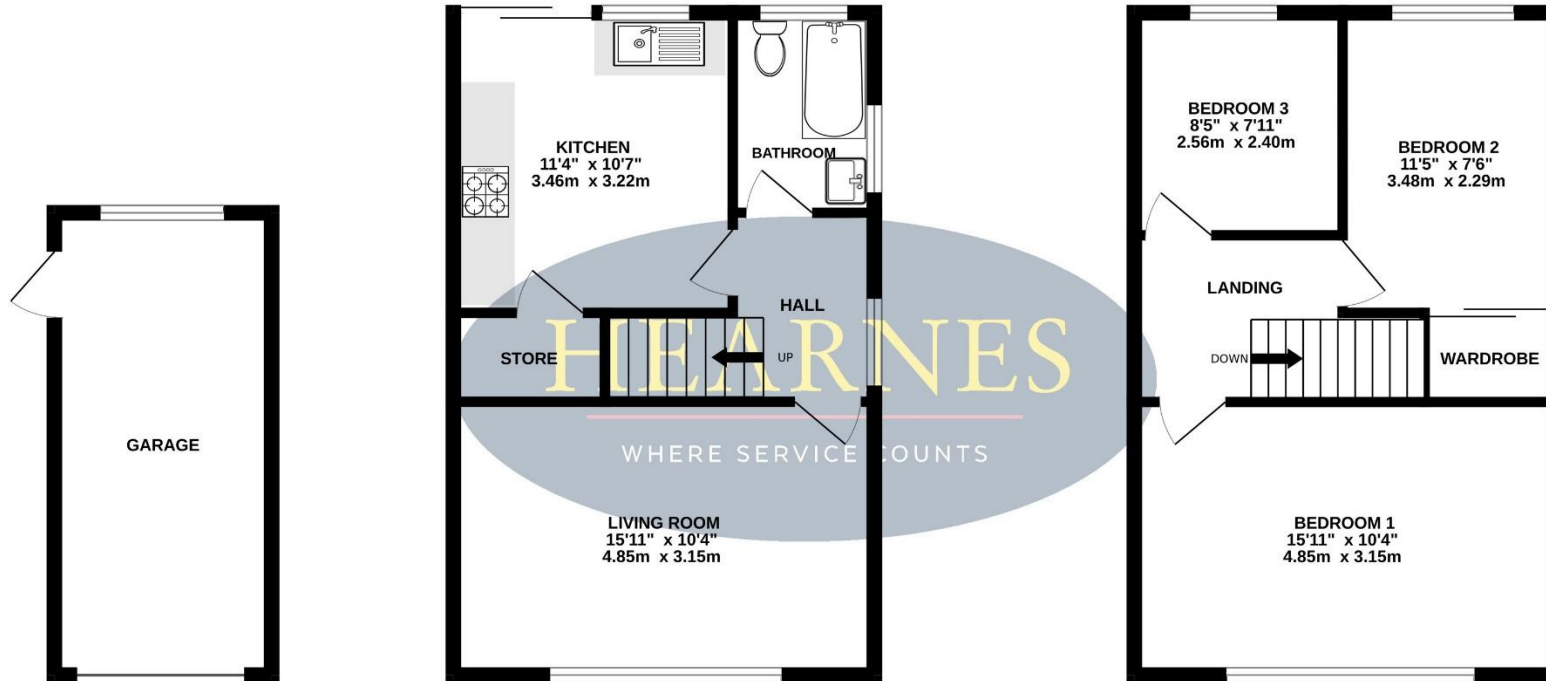 GARAGE
KITCHEN
11'4" x 10'7"
3.46m x 3.22m
BATHROOM
HALL
STORE
UP
LIVING ROOM
15'11" x 10'4"
4.85m x 3.15m
HEARNES
WHERE SERVICE COUNTS
BEDROOM 3
8'5" x 7'11"
2.56m x 2.40m
BEDROOM 2
11'5" x 7'6"
3.48m x 2.29m
LANDING
DOWN
WARDROBE
BEDROOM 1
15'11" x 10'4"
4.85m x 3.15m